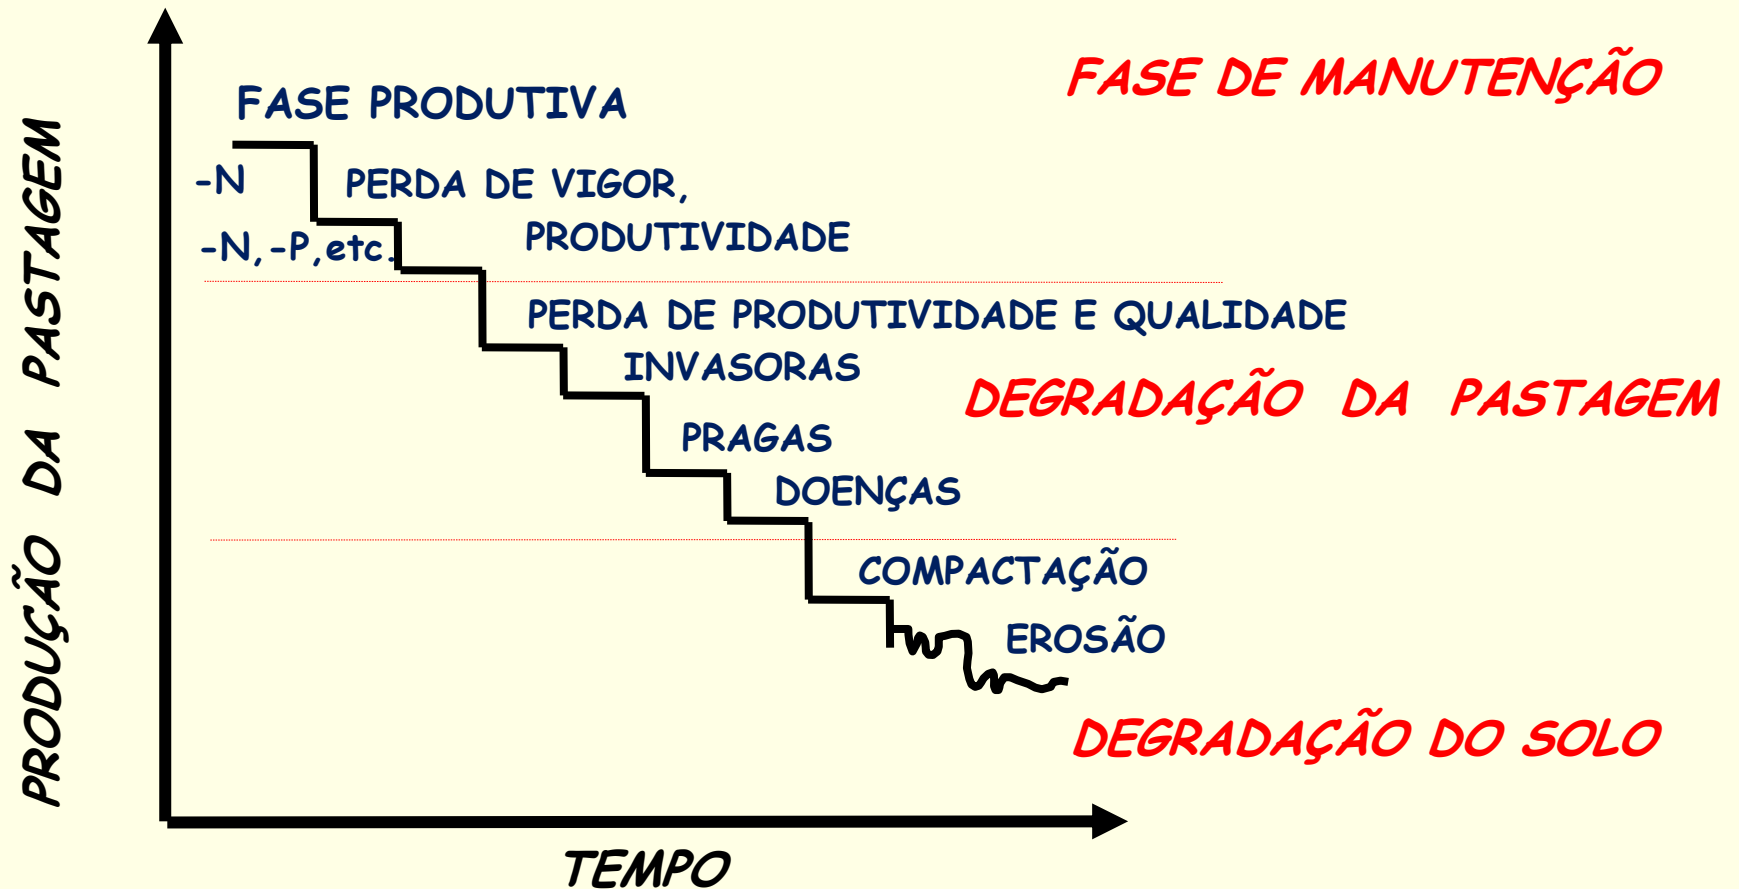 FASE DE MANUTENÇÃO
FASE PRODUTIVA
-N
PERDA DE VIGOR,
PRODUTIVIDADE
-N,-P,etc.
PERDA DE PRODUTIVIDADE E QUALIDADE
INVASORAS
DEGRADAÇÃO DA PASTAGEM
PRAGAS
DOENÇAS
COMPACTAÇÃO
EROSÃO
DEGRADAÇÃO DO SOLO
PRODUÇÃO DA PASTAGEM
TEMPO